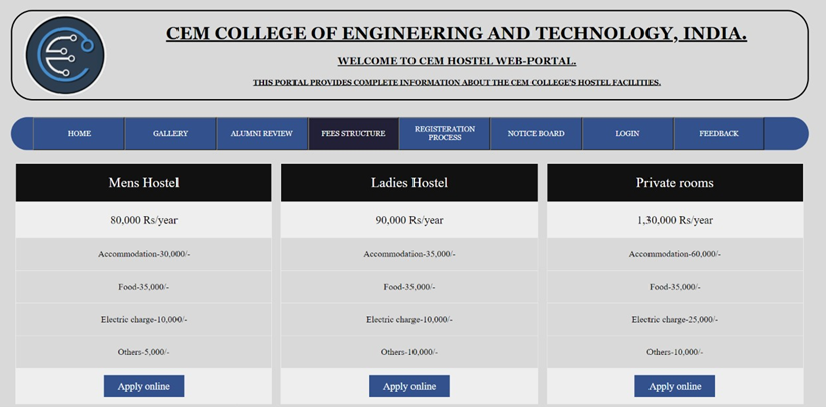 CEM COLLEGE OF ENGINEERING AND TECHNOLOGY, INDIA.
WELCOME TO CEM HOSTEL WEB-PORTAL.
THIS PORTAL PROVIDES COMPLETE INFORMATION ABOUT THE CEM COLLEGE'S HOSTEL FACILITIES.
HOME
GALLERY
ALUMNI REVIEW
FEES STRUCTURE
REGISTERATION
PROCESS
NOTICE BOARD
LOGIN
FEEDBACK
Mens Hostel
80,000 Rs/year
Accommodation-30,000/-
Food-35,000/-
Electric charge-10,000/-
Others-5,000/-
Apply online
Ladies Hostel
90,000 Rs/year
Accommodation-35,000/-
Food-35,000/-
Electric charge-10,000/-
Others-10,000/-
Apply online
Private rooms
1,30,000 Rs/year
Accommodation-60,000/-
Food-35,000/-
Electric charge-25,000/-
Others-10,000/-
Apply online